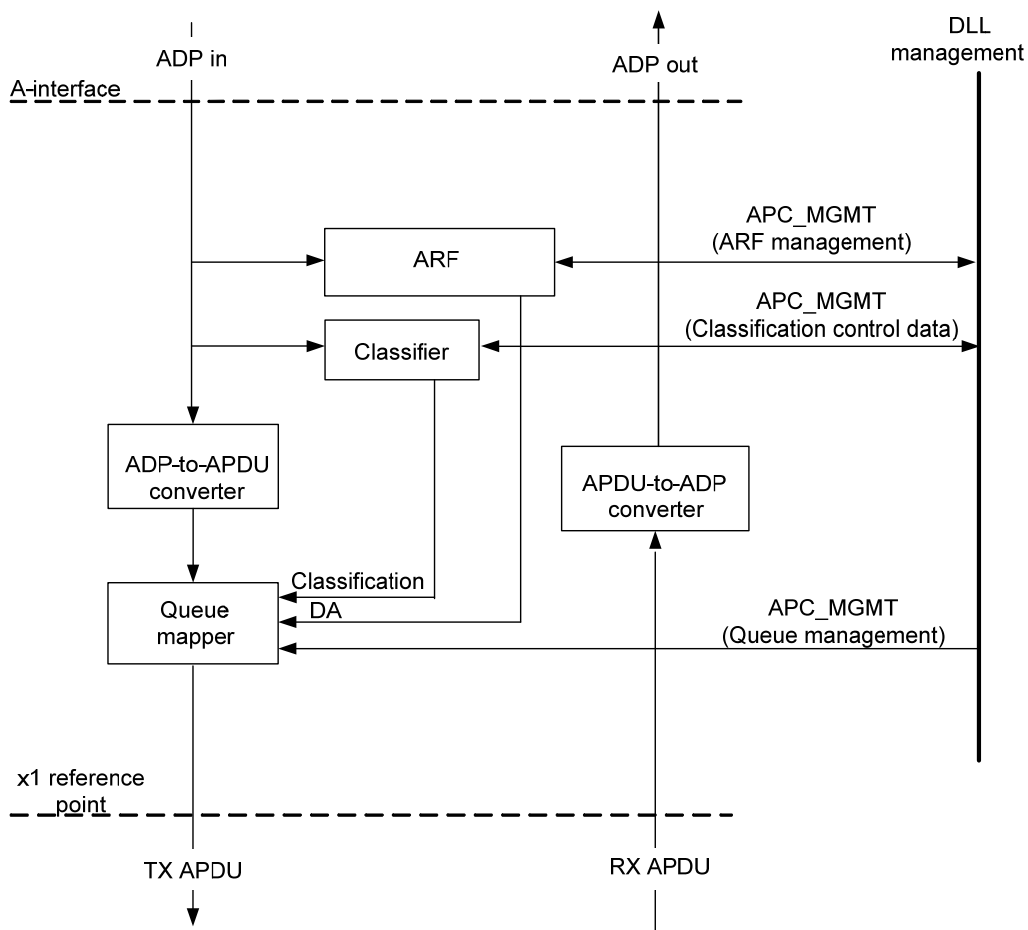 ADP in
ADP out
DLL
management
A-interface
APC_MGMT
(ARF management)
ARF
APC_MGMT
(Classification control data)
Classifier
ADP-to-APDU
converter
APDU-to-ADP
converter
Classification
DA
Queue
mapper
APC_MGMT
(Queue management)
x1 reference
point
TX APDU
RX APDU